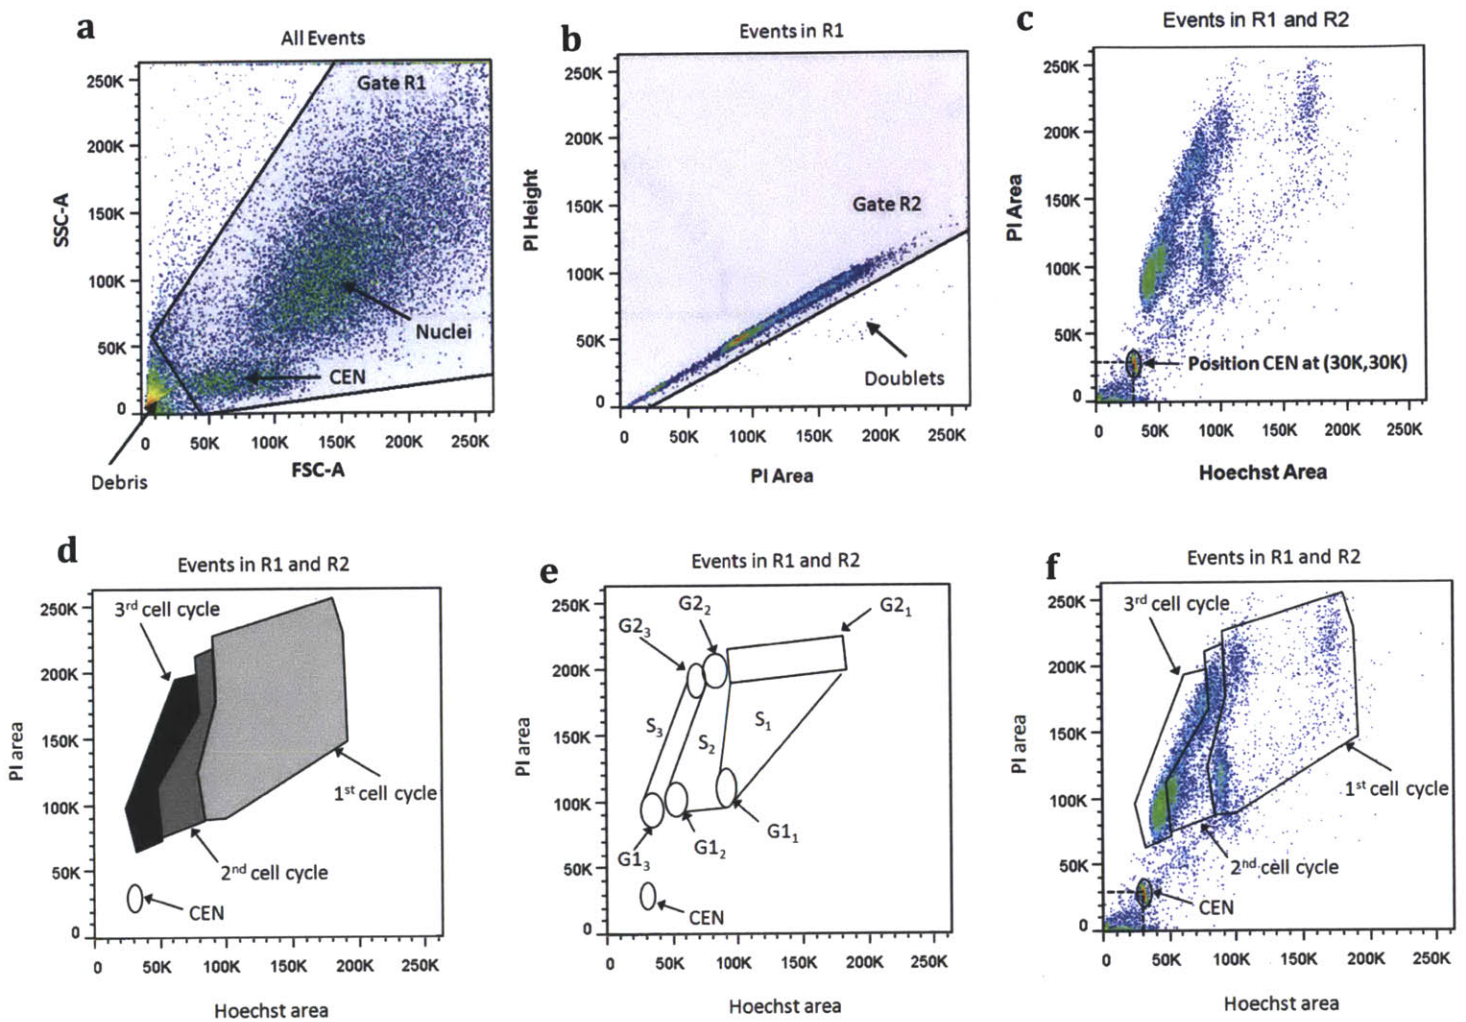 a
All Events
250K
200K
150K
100K
50K
0
SSC-A
Gate R1
Nuclei
CEN
0 50K 100K 150K 200K 250K
FSC-A
Debris
b
Events in R1
250K
200K
150K
100K
50K
0
PI Height
Gate R2
Doublets
0 50K 100K 150K 200K 250K
PI Area
c
Events in R1 and R2
250K
200K
150K
100K
50K
0
PI Area
Position CEN at (30K,30K)
0 50K 100K 150K 200K 250K
Hoechst Area
d
Events in R1 and R2
250K
200K
150K
100K
50K
0
PI area
3rd cell cycle
1st cell cycle
2nd cell cycle
CEN
0 50K 100K 150K 200K 250K
Hoechst area
e
Events in R1 and R2
250K
200K
150K
100K
50K
0
PI area
G2₂
G2₁
G2₃
S₃
S₂
S₁
G1₁
G1₃
G1₂
CEN
0 50K 100K 150K 200K 250K
Hoechst area
f
Events in R1 and R2
250K
200K
150K
100K
50K
0
PI area
3rd cell cycle
1st cell cycle
2nd cell cycle
CEN
0 50K 100K 150K 200K 250K
Hoechst area